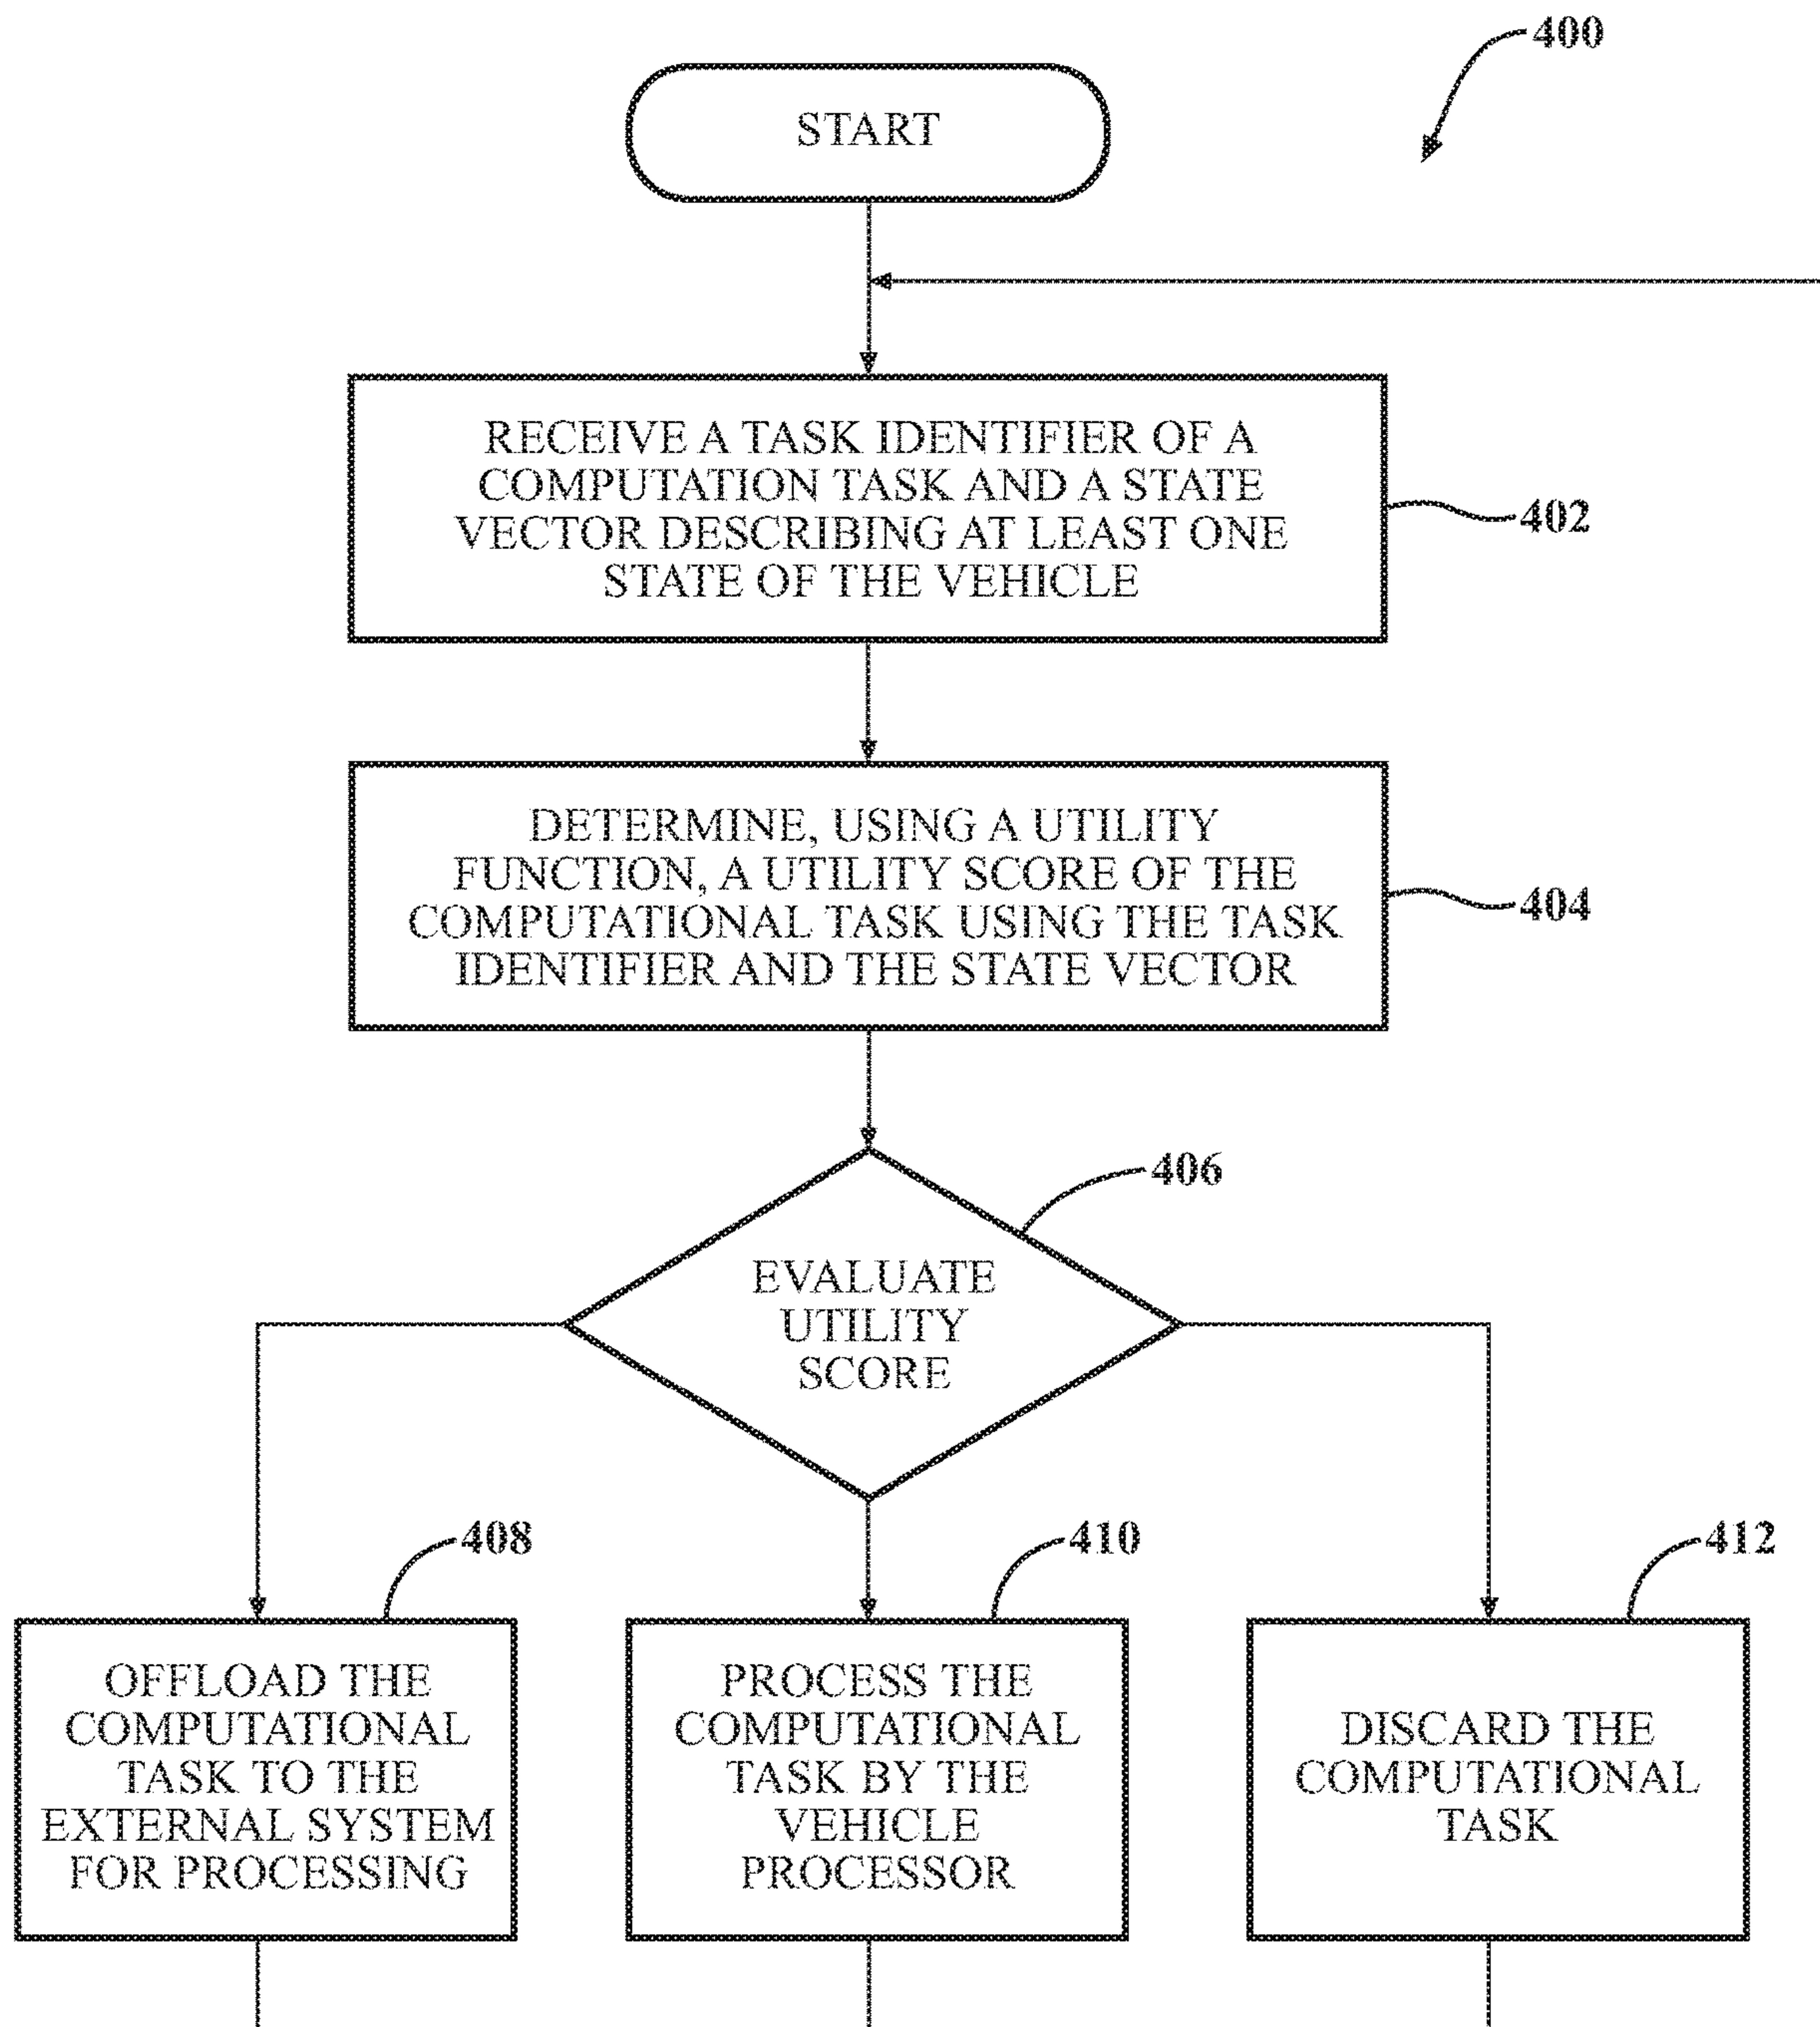 400
START
RECEIVE A TASK IDENTIFIER OF A
COMPUTATION TASK AND A STATE
VECTOR DESCRIBING AT LEAST ONE
STATE OF THE VEHICLE
402
DETERMINE, USING A UTILITY
FUNCTION, A UTILITY SCORE OF THE
COMPUTATIONAL TASK USING THE TASK
IDENTIFIER AND THE STATE VECTOR
404
406
EVALUATE
UTILITY
SCORE
408
OFFLOAD THE
COMPUTATIONAL
TASK TO THE
EXTERNAL SYSTEM
FOR PROCESSING
410
PROCESS THE
COMPUTATIONAL
TASK BY THE
VEHICLE
PROCESSOR
412
DISCARD THE
COMPUTATIONAL
TASK